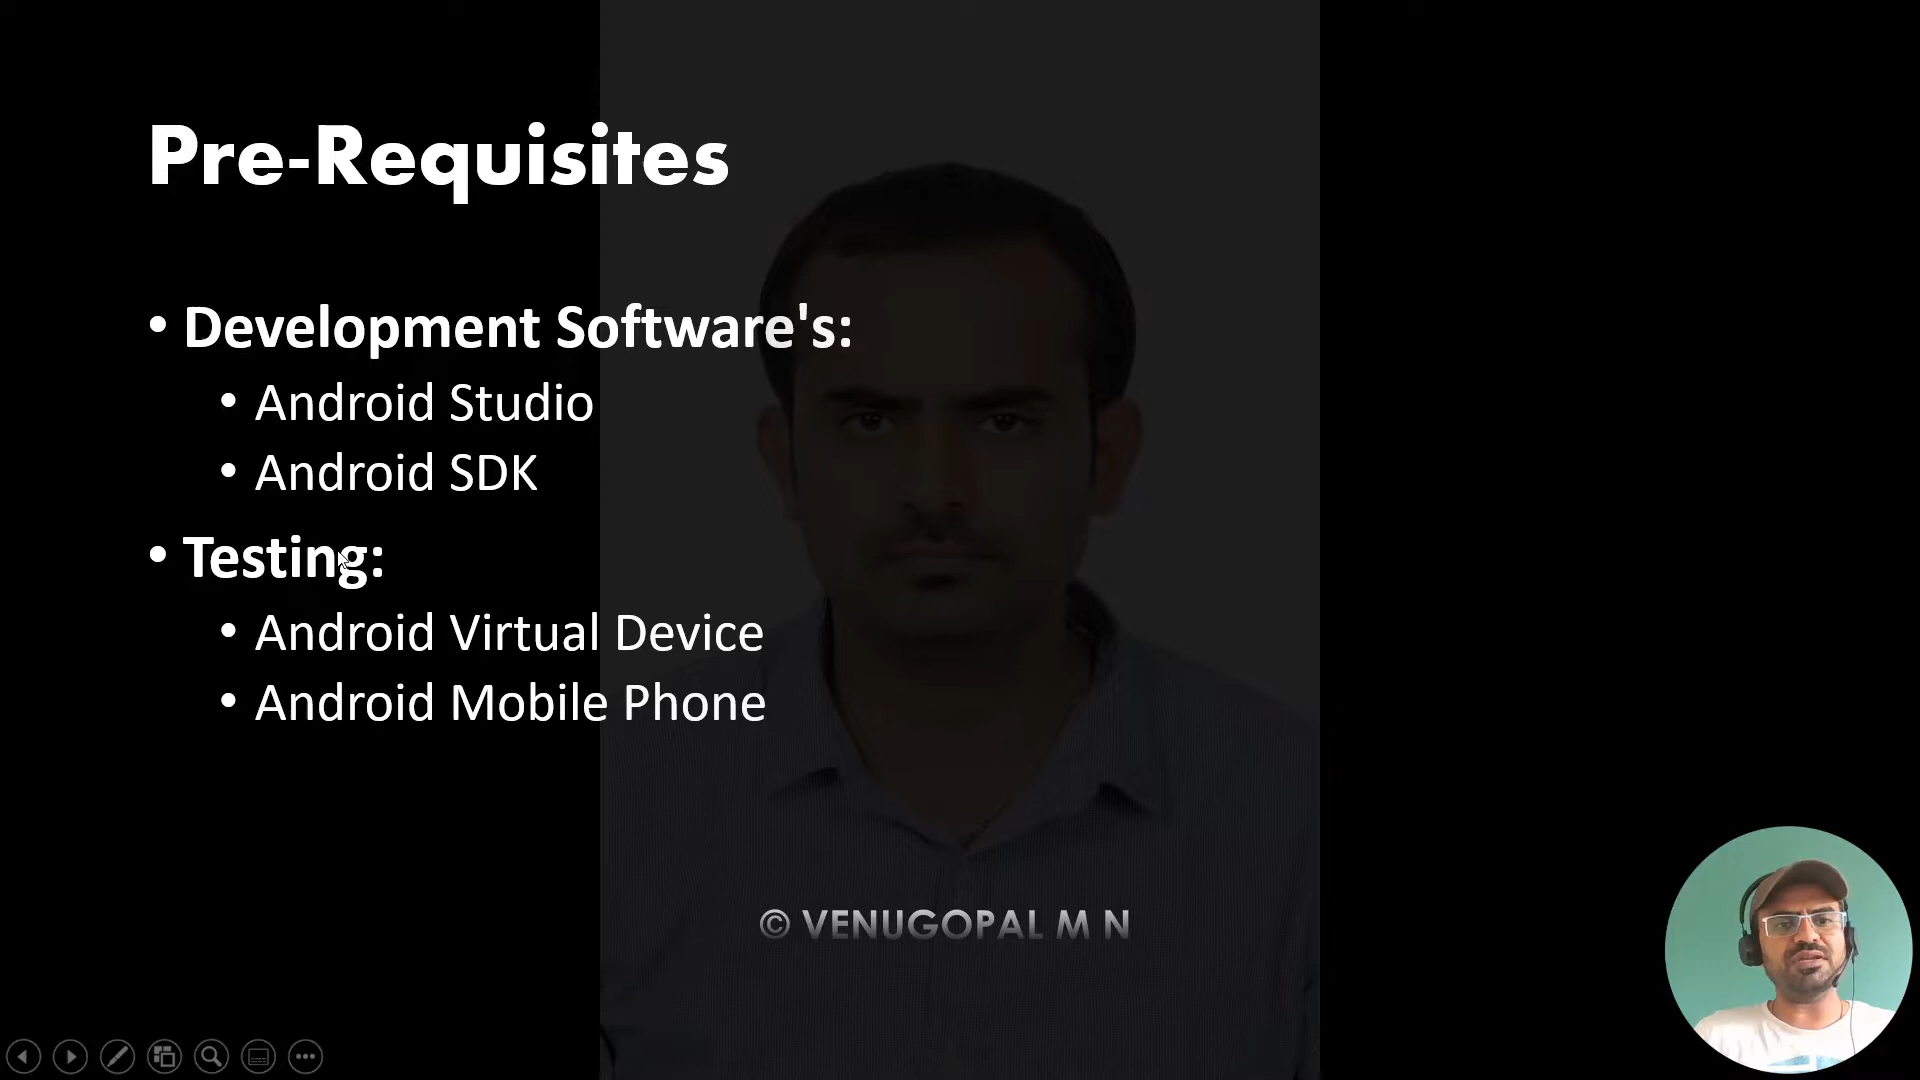 Pre-Requisites
• Development Software's:
• Android Studio
• Android SDK
• Testing:
• Android Virtual Device
• Android Mobile Phone
© VENUGOPAL M N